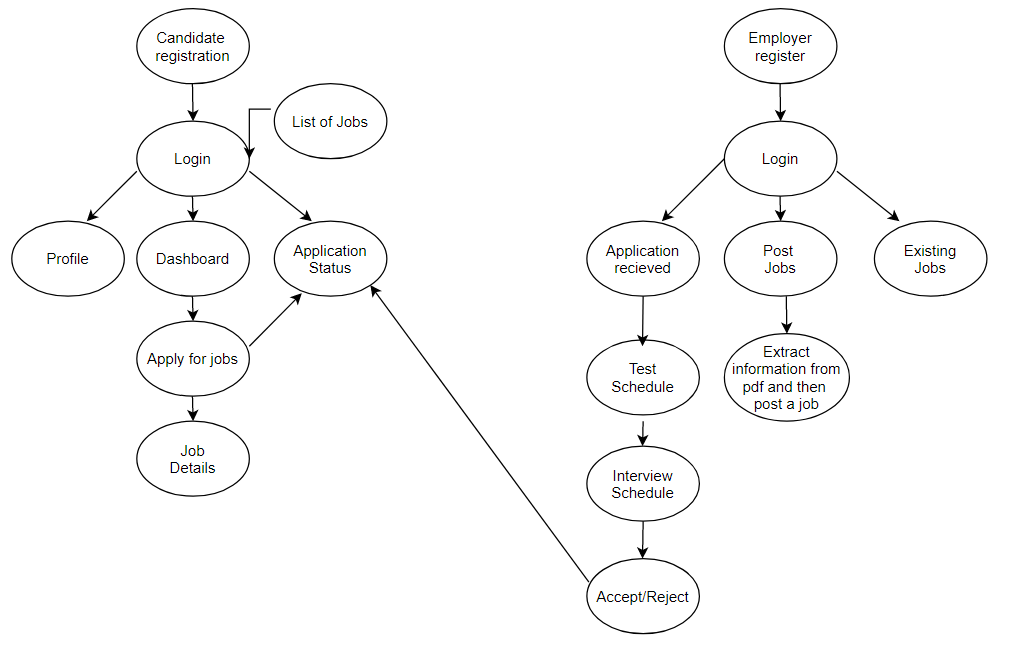 Candidate
registration
Employer
register
List of Jobs
Login
Login
Profile
Dashboard
Application
Status
Application
recieved
Post
Jobs
Existing
Jobs
Apply for jobs
Test
Schedule
Extract
information from
pdf and then
post a job
Job
Details
Interview
Schedule
Accept/Reject